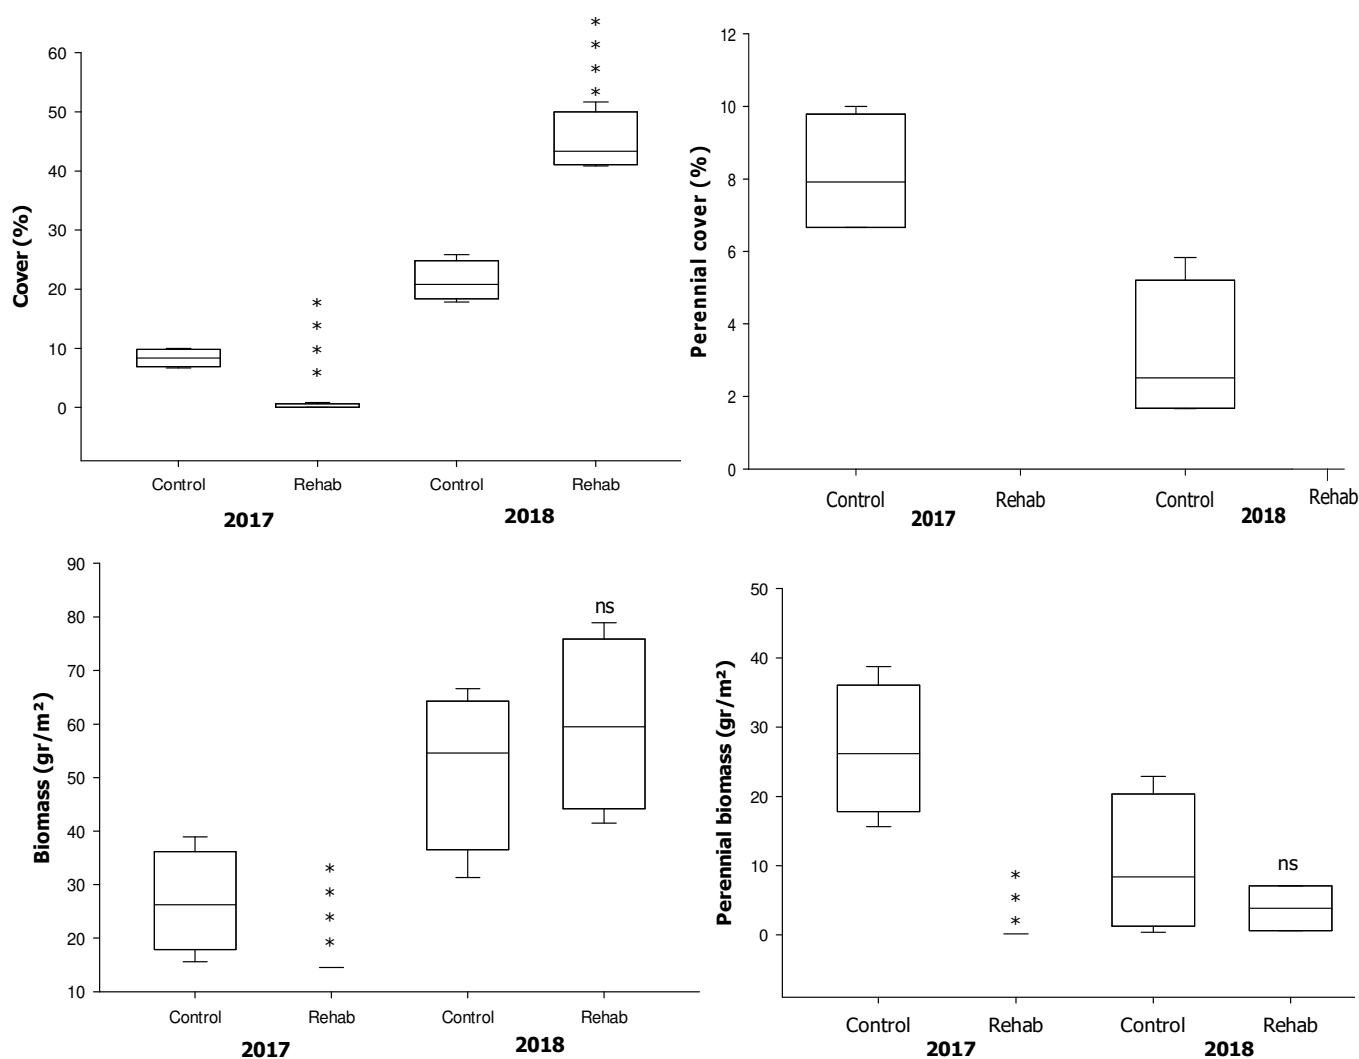 Cover (%)
60
50
40
30
20
10
0
*
*
*
*
*
*
*
*
Control
Rehab
Control
Rehab
2017
2018
Perennial cover (%)
12
10
8
6
4
2
0
Control
Rehab
Control
Rehab
2017
2018
Biomass (gr/m²)
90
80
70
60
50
40
30
20
10
ns
*
*
*
*
Control
Rehab
Control
Rehab
2017
2018
Perennial biomass (gr/m²)
50
40
30
20
10
0
*
*
*
ns
Control
Rehab
Control
Rehab
2017
2018